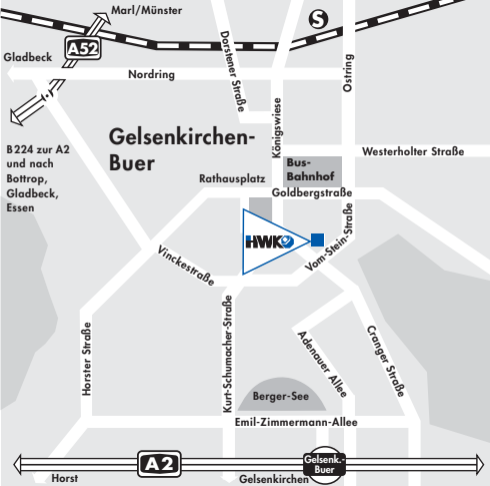 Marl/Münster
S
A52
Gladbeck
Nordring
Dorstener Straße
Königswiese
Ostring
B 224 zur A2
und nach
Bottrop,
Gladbeck,
Essen
Gelsenkirchen-
Buer
Westerholter Straße
Bus-
Bahnhof
Rathausplatz
Goldbergstraße
HWK
Vom-Stein-Straße
Vinckestraße
Horster Straße
Kurt-Schumacher-Straße
Adenauer Allee
Cranger Straße
Berger-See
Emil-Zimmermann-Allee
A2
Gelsenk.-
Buer
Horst
Gelsenkirchen